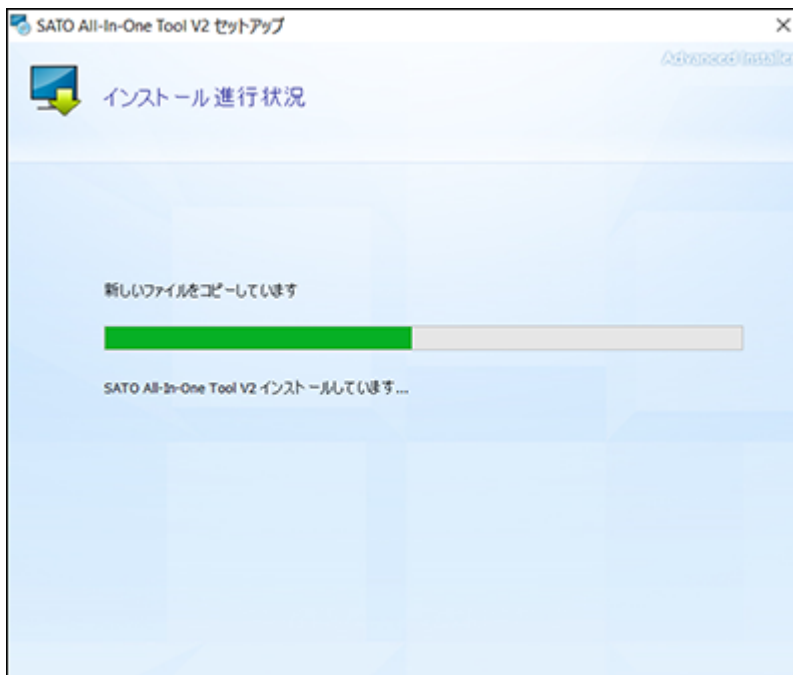 SATO All-In-One Tool V2 セットアップ
Advanced Installer
インストール進行状況
新しいファイルをコピーしています
SATO All-In-One Tool V2 インストールしています...